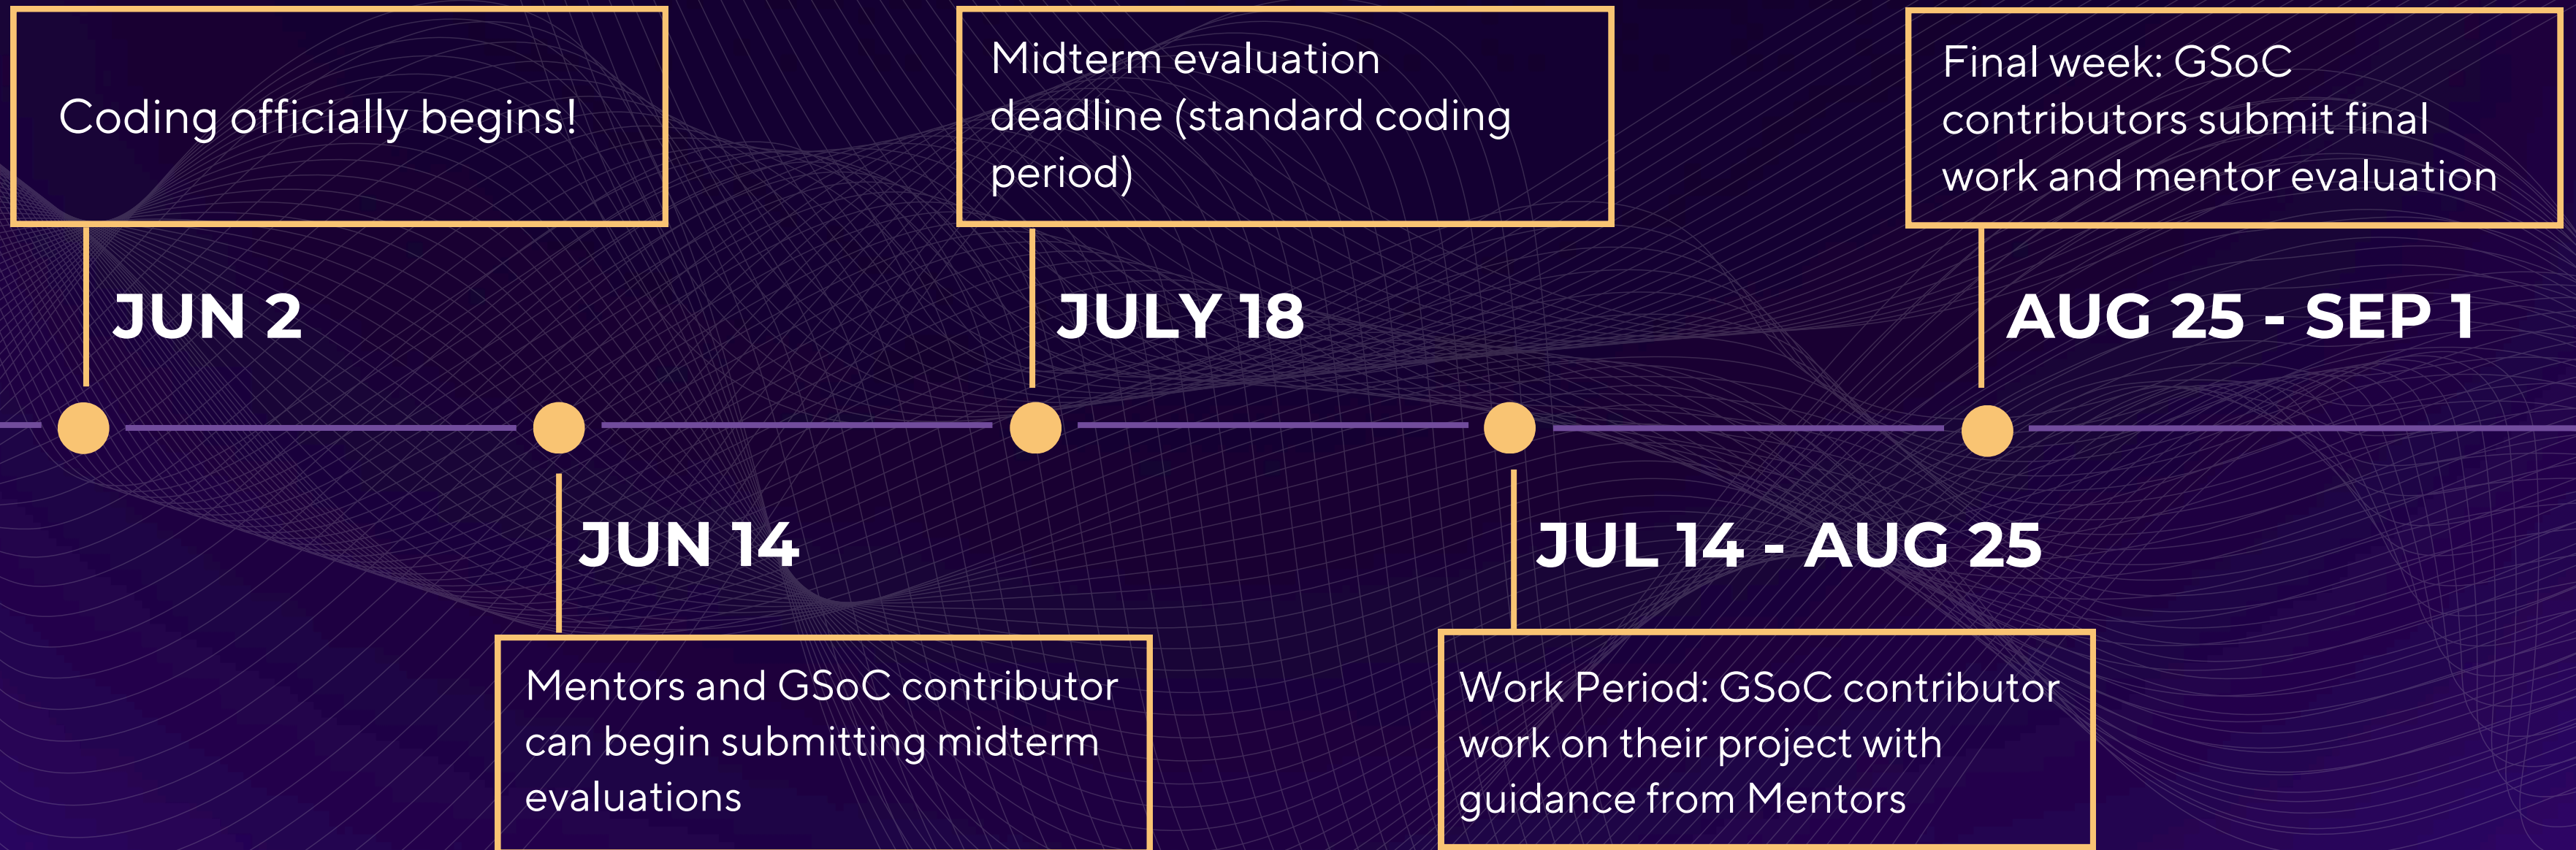 Coding officially begins!
JUN 2
Mentors and GSoC contributor
can begin submitting midterm
evaluations
JUN 14
Midterm evaluation
deadline (standard coding
period)
JULY 18
JUL 14 - AUG 25
Work Period: GSoC contributor
work on their project with
guidance from Mentors
Final week: GSoC
contributors submit final
work and mentor evaluation
AUG 25 - SEP 1